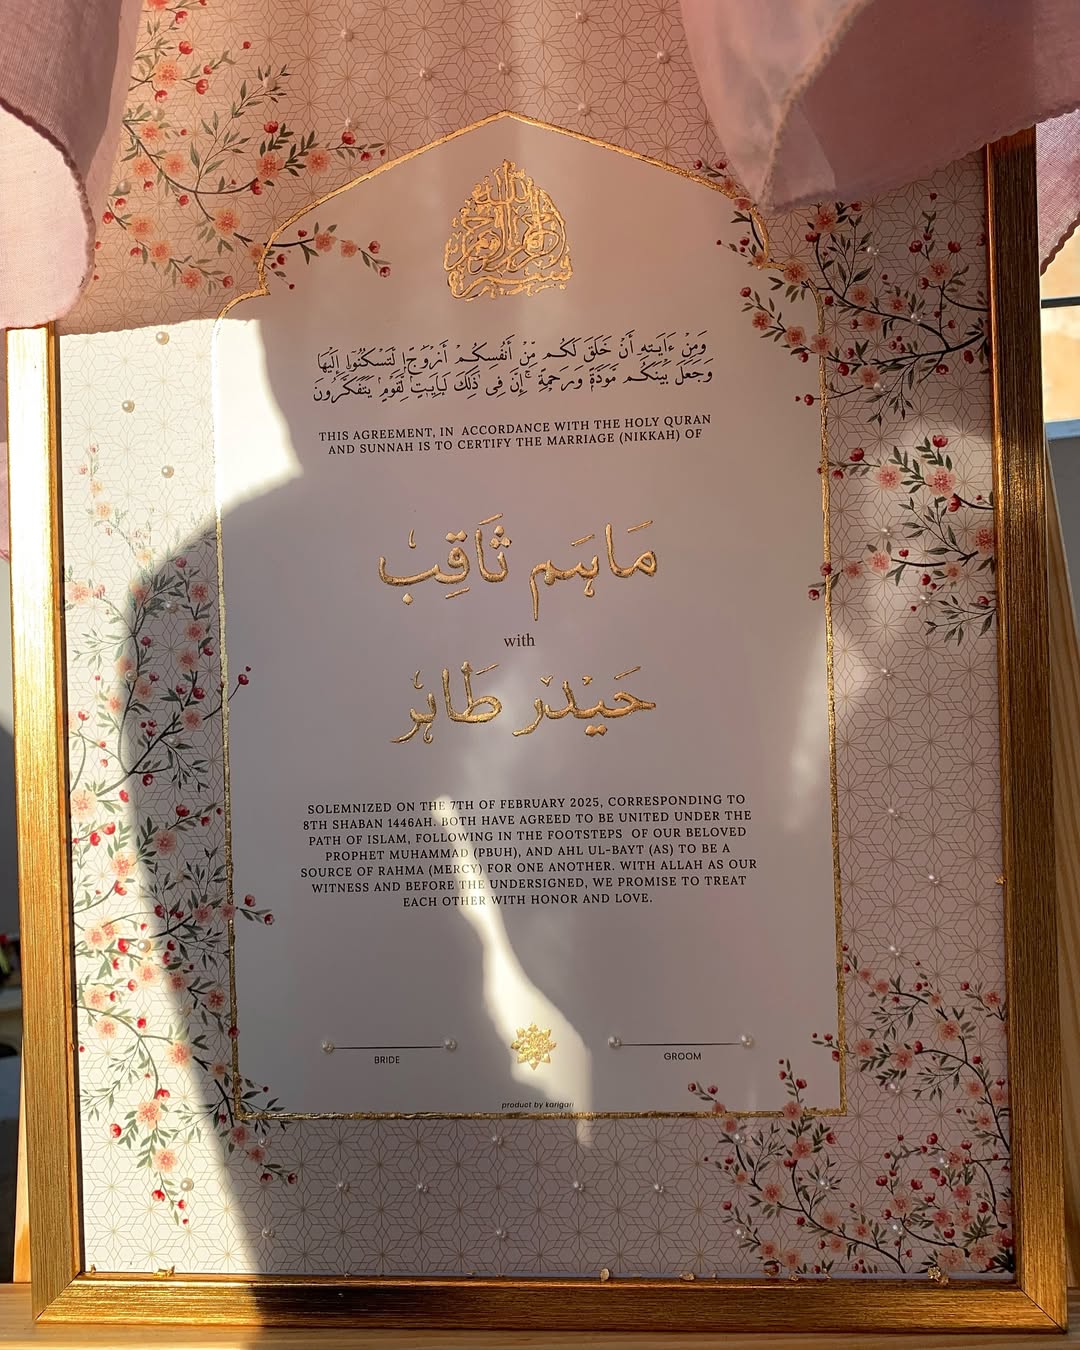 بسم الله الرحمن الرحيم
وَمِنْ ءَايَـٰتِهِۦٓ أَنْ خَلَقَ لَكُم مِّنْ أَنفُسِكُمْ أَزْوَٰجًا لِّتَسْكُنُوٓا۟ إِلَيْهَا
وَجَعَلَ بَيْنَكُم مَّوَدَّةً وَرَحْمَةً ۚ إِنَّ فِى ذَٰلِكَ لَـَٔايَـٰتٍ لِّقَوْمٍ يَتَفَكَّرُونَ
THIS AGREEMENT, IN ACCORDANCE WITH THE HOLY QURAN
AND SUNNAH IS TO CERTIFY THE MARRIAGE (NIKKAH) OF
مَاہَم ثَاقِب
with
حَیدَر طَاہر
SOLEMNIZED ON THE 7TH OF FEBRUARY 2025, CORRESPONDING TO
8TH SHABAN 1446AH. BOTH HAVE AGREED TO BE UNITED UNDER THE
PATH OF ISLAM, FOLLOWING IN THE FOOTSTEPS OF OUR BELOVED
PROPHET MUHAMMAD (PBUH), AND AHL UL-BAYT (AS) TO BE A
SOURCE OF RAHMA (MERCY) FOR ONE ANOTHER. WITH ALLAH AS OUR
WITNESS AND BEFORE THE UNDERSIGNED, WE PROMISE TO TREAT
EACH OTHER WITH HONOR AND LOVE.
BRIDE
GROOM
product by karigari